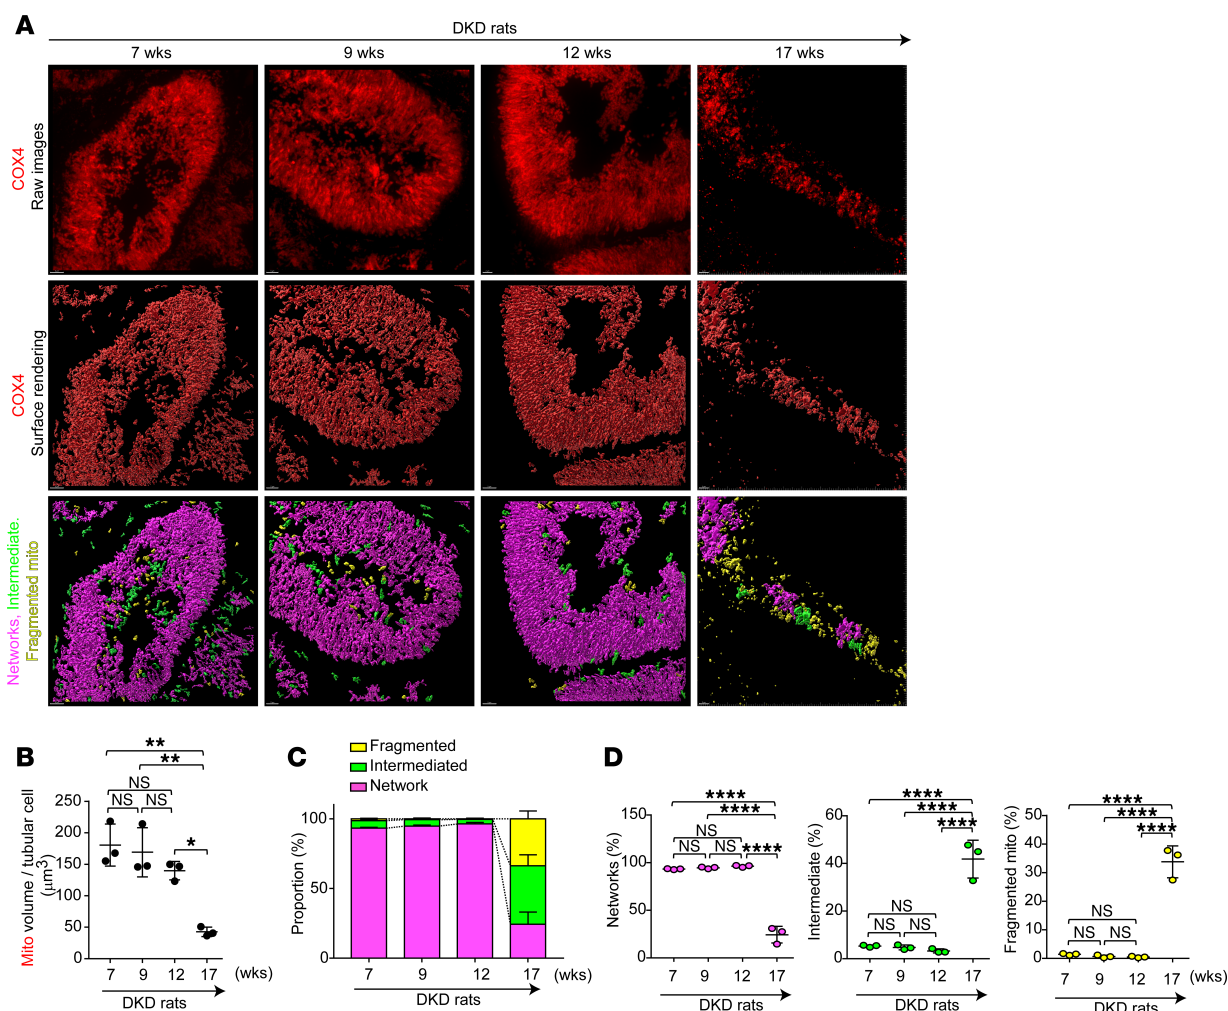 A
DKD rats
7 wks
9 wks
12 wks
17 wks
COX4
Raw images
COX4
Surface rendering
Networks, Intermediate.
Fragmented mito
B
**
**
NS
NS
NS
*
250
200
150
100
50
0
Mito volume / tubular cell
(μm³)
7
9
12
17
(wks)
DKD rats
C
Fragmented
Intermediated
Network
100
50
0
Proportion (%)
7
9
12
17
(wks)
DKD rats
D
****
****
NS
NS
NS
****
150
100
50
0
Networks (%)
7
9
12
17
DKD rats
****
****
****
NS
NS
NS
60
40
20
0
Intermediate (%)
7
9
12
17
DKD rats
****
****
****
NS
NS
NS
50
40
30
20
10
0
Fragmented mito (%)
7
9
12
17
(wks)
DKD rats